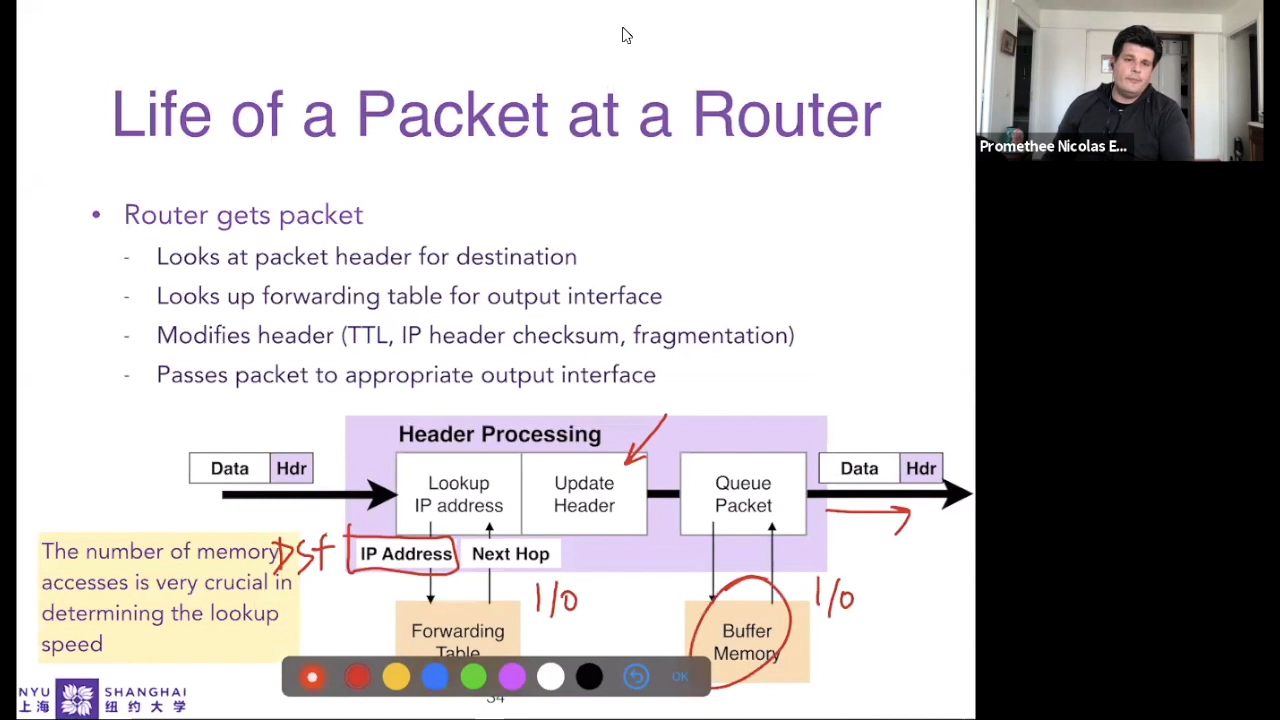 Life of a Packet at a Router
Promethee Nicolas E...
• Router gets packet
- Looks at packet header for destination
- Looks up forwarding table for output interface
- Modifies header (TTL, IP header checksum, fragmentation)
- Passes packet to appropriate output interface
Header Processing
Data Hdr
Lookup
IP address
Update
Header
Queue
Packet
Data Hdr
The number of memory
accesses is very crucial in
determining the lookup
speed
Dst
IP Address
Next Hop
I/O
I/O
Forwarding
Table
Buffer
Memory
OK
34
NYU SHANGHAI
上海 纽约大学